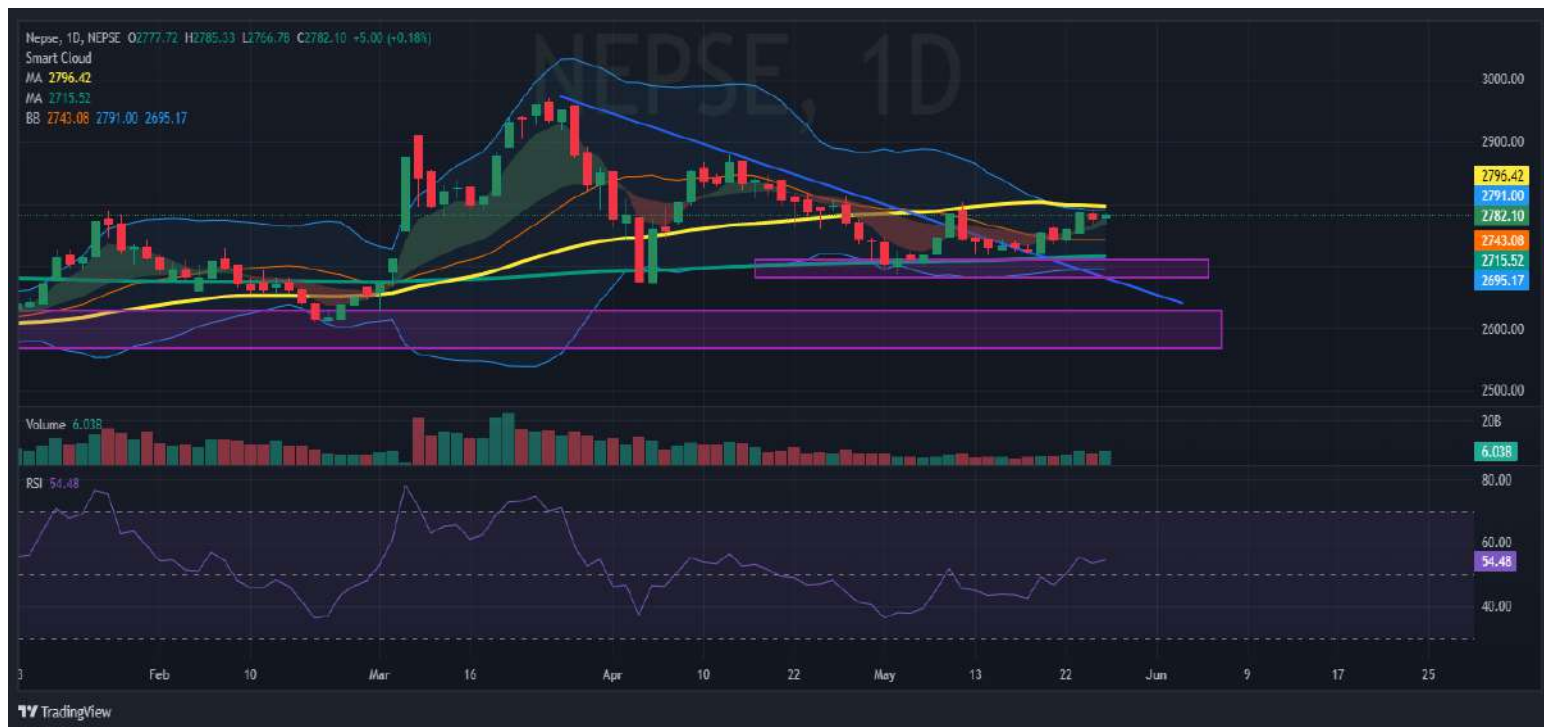 Nepse, 1D, NEPSE O2777.72 H2785.33 L2766.78 C2782.10 +5.00 (+0.18%)
Smart Cloud
MA 2796.42
MA 2715.52
BB 2743.08 2791.00 2695.17
NEPSE, 1D
3000.00
2900.00
2796.42
2791.00
2782.10
2743.08
2715.52
2695.17
2600.00
2500.00
Volume 6.03B
20B
6.03B
RSI 54.48
80.00
60.00
54.48
40.00
3 Feb 10 Mar 16 Apr 10 22 May 13 22 Jun 9 17 25
TradingView